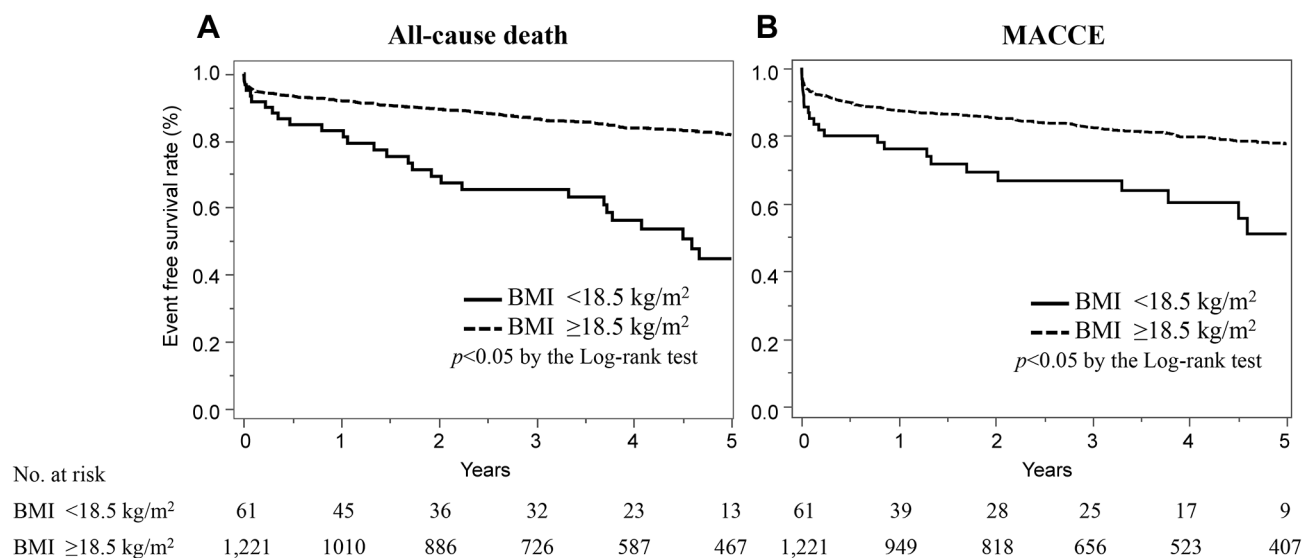 A All-cause death
Event free survival rate (%)
1.0
0.8
0.6
0.4
0.2
0.0
BMI <18.5 kg/m²
BMI ≥18.5 kg/m²
p<0.05 by the Log-rank test
0 1 2 3 4 5
Years
B MACCE
1.0
0.8
0.6
0.4
0.2
0.0
BMI <18.5 kg/m²
BMI ≥18.5 kg/m²
p<0.05 by the Log-rank test
0 1 2 3 4 5
Years
No. at risk
BMI <18.5 kg/m² 61 45 36 32 23 13 61 39 28 25 17 9
BMI ≥18.5 kg/m² 1,221 1010 886 726 587 467 1,221 949 818 656 523 407